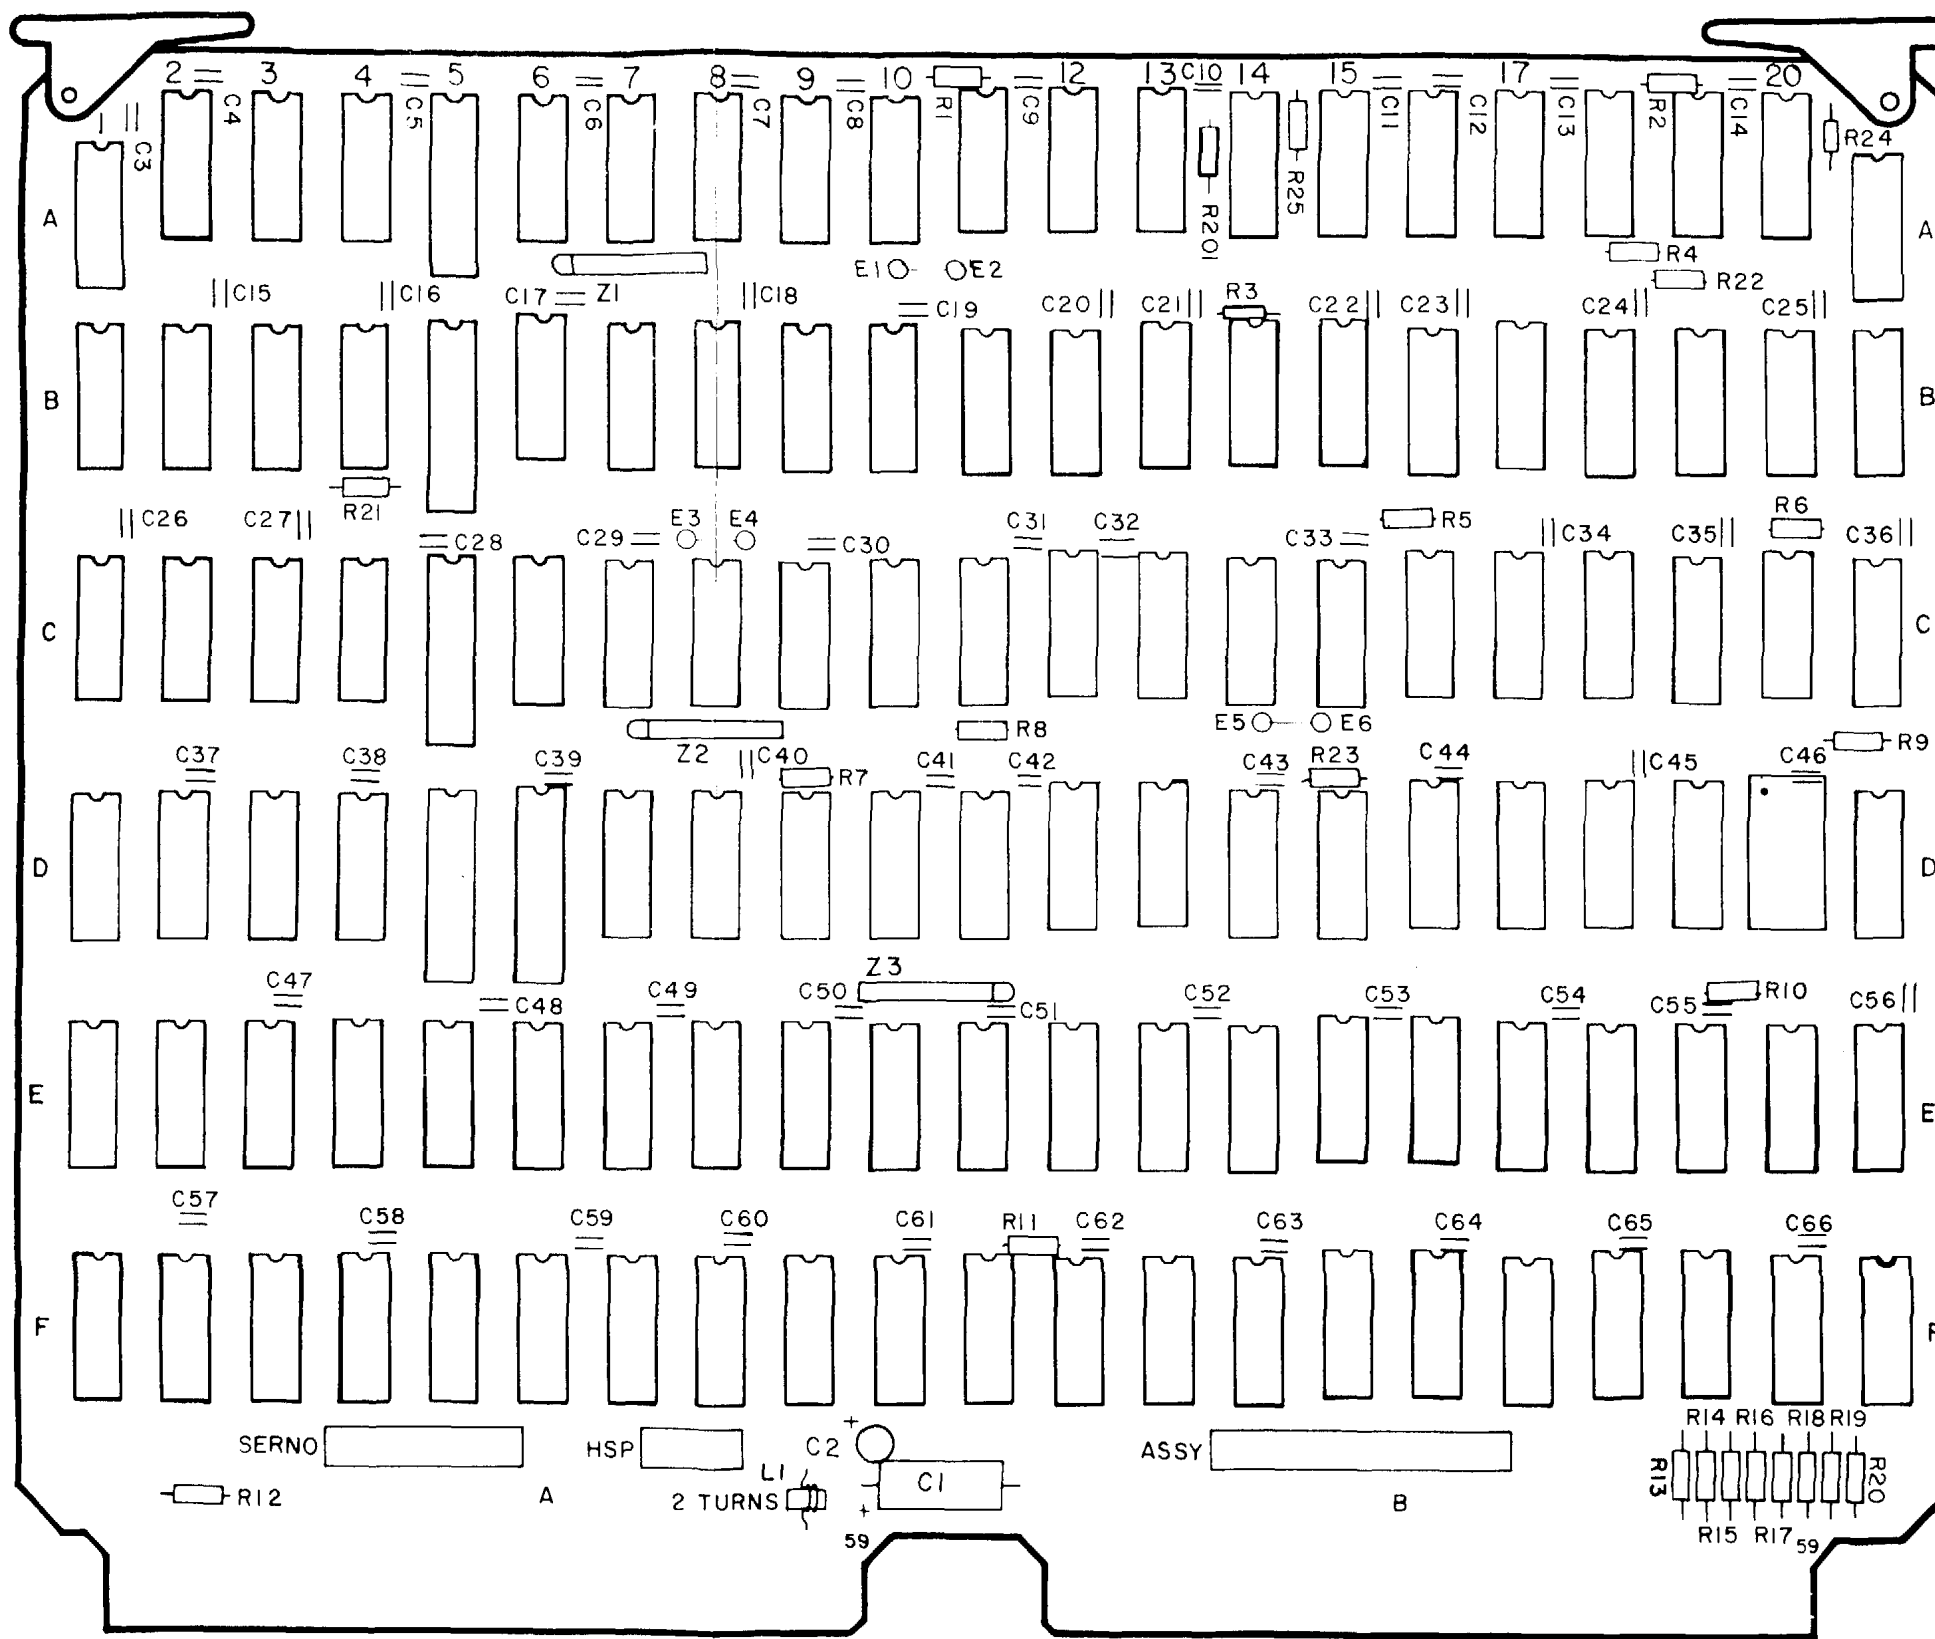 2 3 4 5 6 7 8 9 10 12 13 C10 14 15 17 20
1 C3 C4 C5 C6 C7 C8 R1 C9 R201 R25 C11 C12 C13 R2 C14 R24
A A
E1 E2 R4
R22
C15 C16 C17 Z1 C18 C19 C20 C21 R3 C22 C23 C24 C25
B B
R21
C26 C27 C28 C29 E3 E4 C30 C31 C32 C33 R5 C34 C35 R6 C36
C C
Z2 R8 E5 E6 R9
C37 C38 C39 C40 R7 C41 C42 C43 R23 C44 C45 C46
D D
Z3
C47 C48 C49 C50 C51 C52 C53 C54 C55 R10 C56
E E
C57 C58 C59 C60 C61 R11 C62 C63 C64 C65 C66
F F
R14 R16 R18 R19
SERNO HSP C2 + ASSY
R13 R20
L1 C1
R12 A 2 TURNS + B
R15 R17
59 59